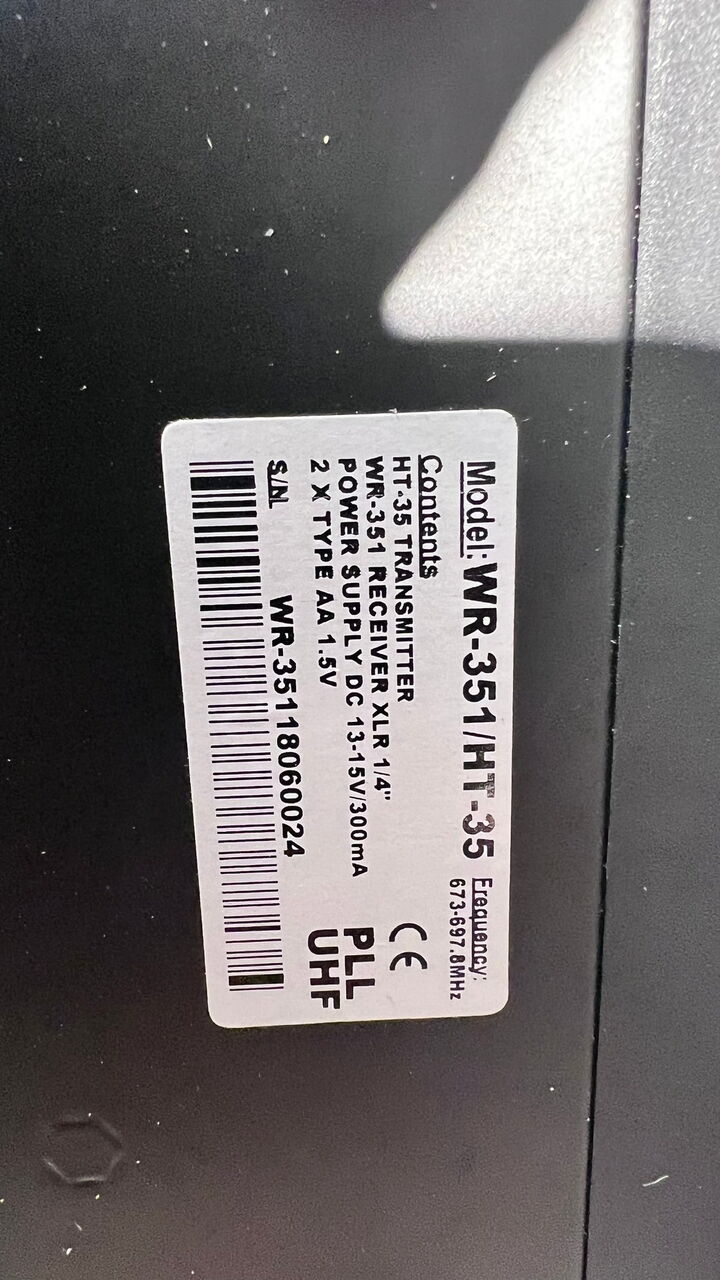 Model: WR-351/HT-35
Frequency:
673-697.8MHz
Contents
HT-35 TRANSMITTER
WR-351 RECEIVER XLR 1/4"
POWER SUPPLY DC 13-15V/300mA
2 X TYPE AA 1.5V
CE
PLL
UHF
S/N
WR-35118060024